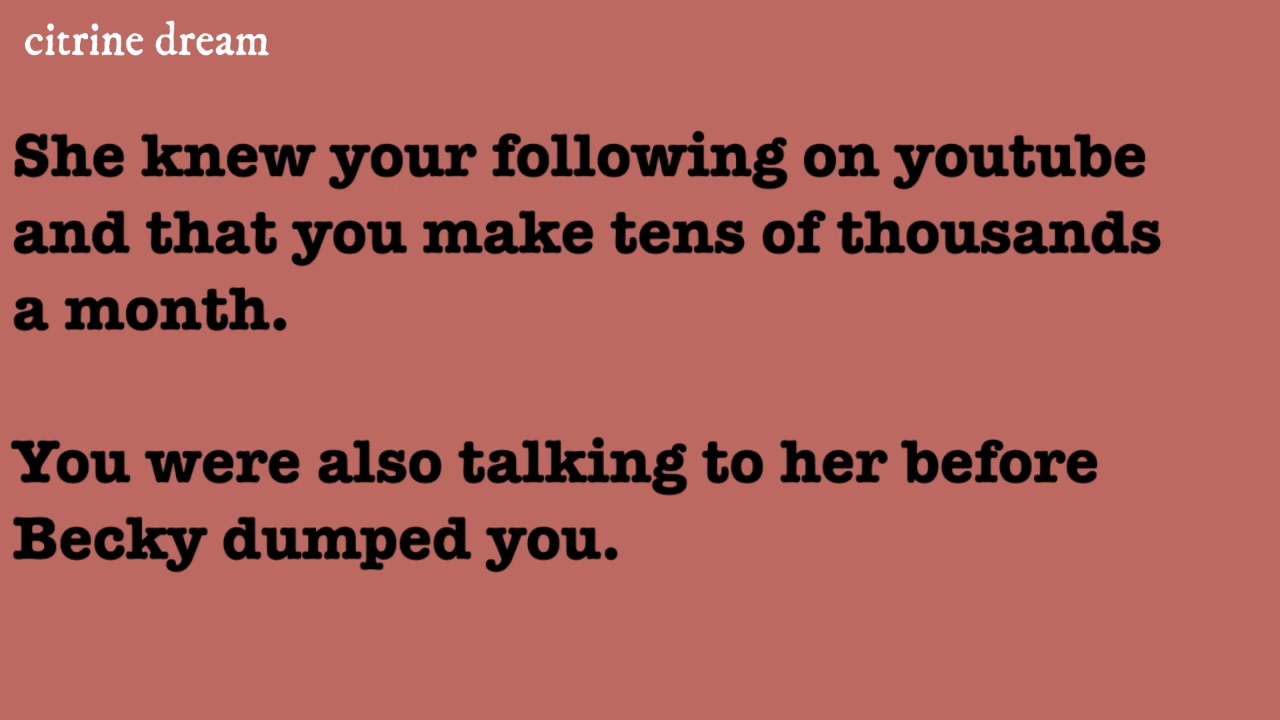 citrine dream
She knew your following on youtube
and that you make tens of thousands
a month.
You were also talking to her before
Becky dumped you.